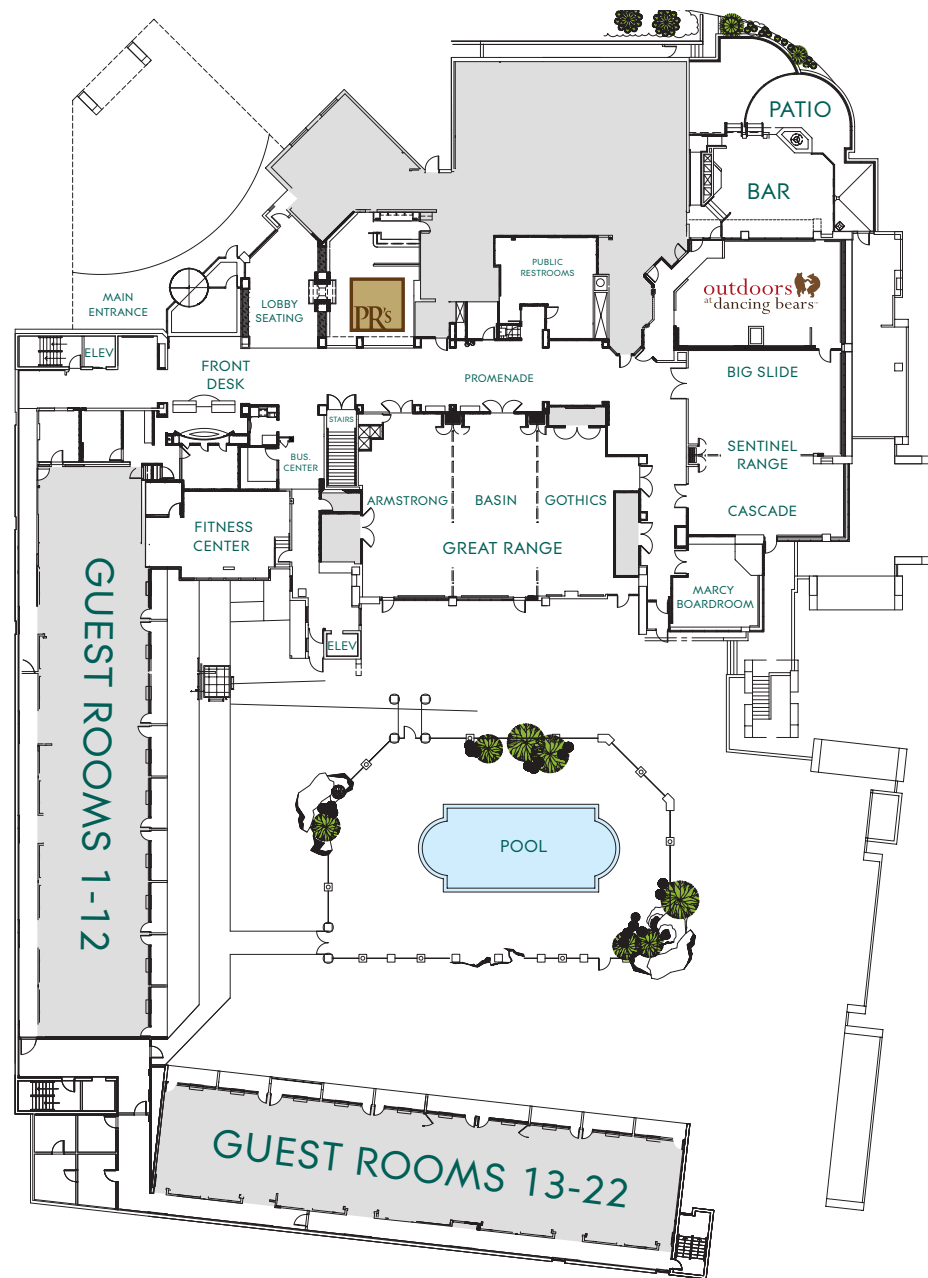 PATIO
BAR
PUBLIC
RESTROOMS
outdoors
at dancing bears™
MAIN
ENTRANCE
LOBBY
SEATING
PR's
ELEV
FRONT
DESK
PROMENADE
BIG SLIDE
STAIRS
BUS.
CENTER
SENTINEL
RANGE
ARMSTRONG
BASIN
GOTHICS
CASCADE
FITNESS
CENTER
GREAT RANGE
MARCY
BOARDROOM
ELEV
GUEST ROOMS 1-12
POOL
GUEST ROOMS 13-22